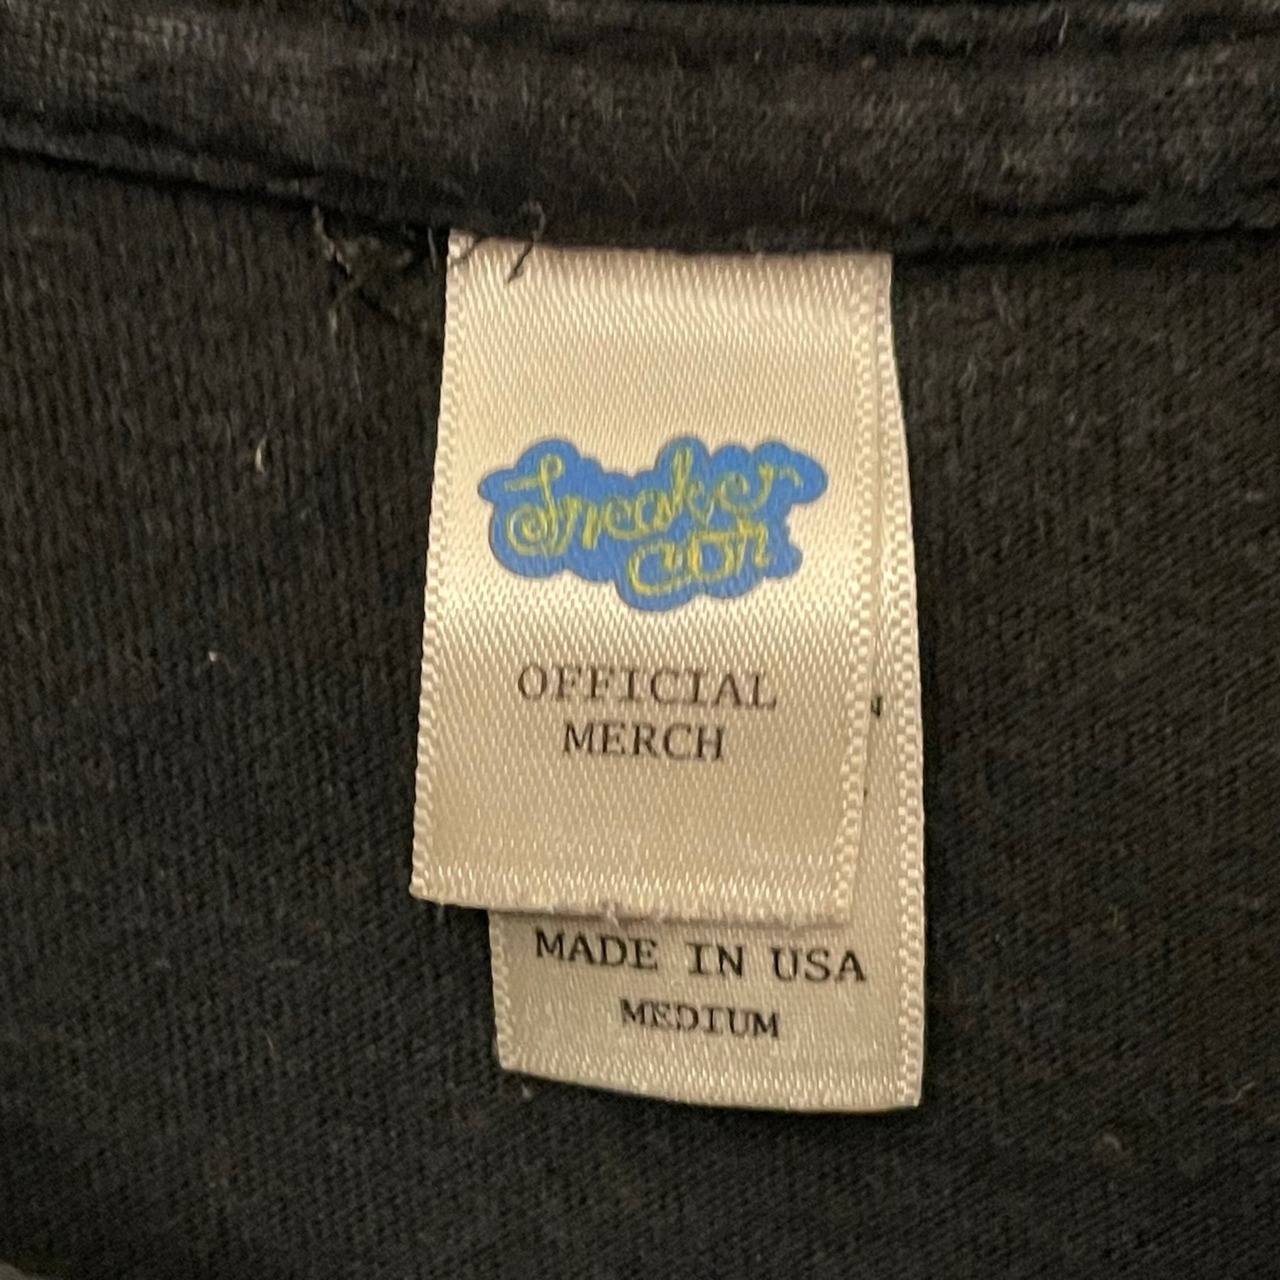 Sneaker
con
OFFICIAL
MERCH
MADE IN USA
MEDIUM